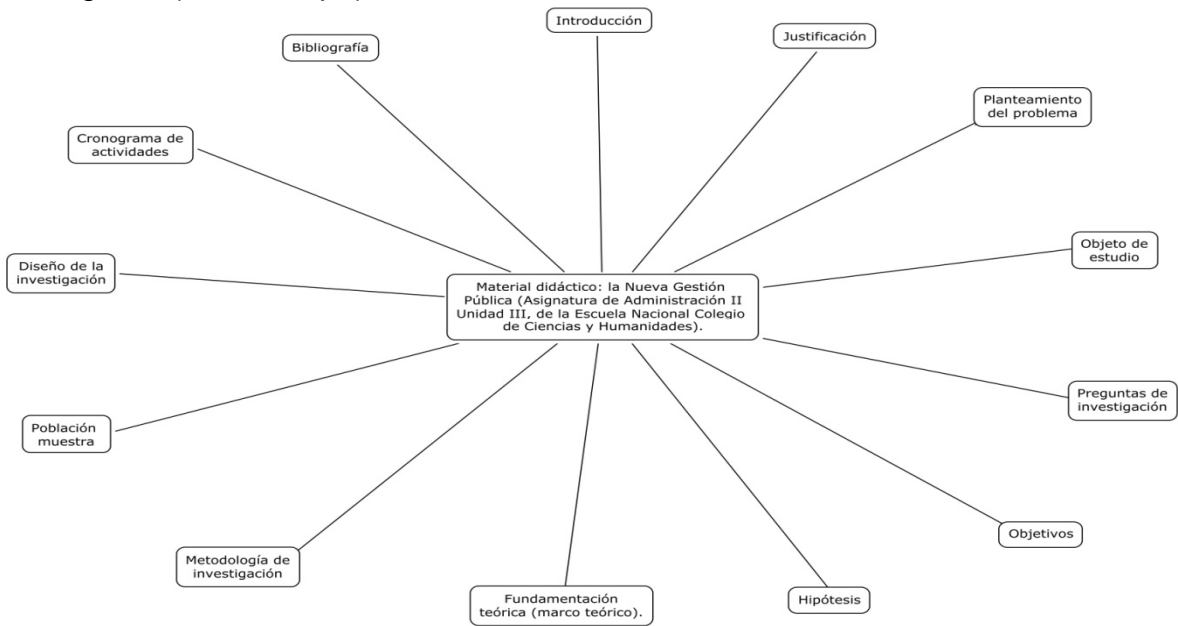 Introducción
Justificación
Planteamiento
del problema
Objeto de
estudio
Preguntas de
investigación
Objetivos
Hipótesis
Fundamentación
teórica (marco teórico).
Metodología de
investigación
Población
muestra
Diseño de la
investigación
Cronograma de
actividades
Bibliografía
Material didáctico: la Nueva Gestión
Pública (Asignatura de Administración II
Unidad III, de la Escuela Nacional Colegio
de Ciencias y Humanidades).